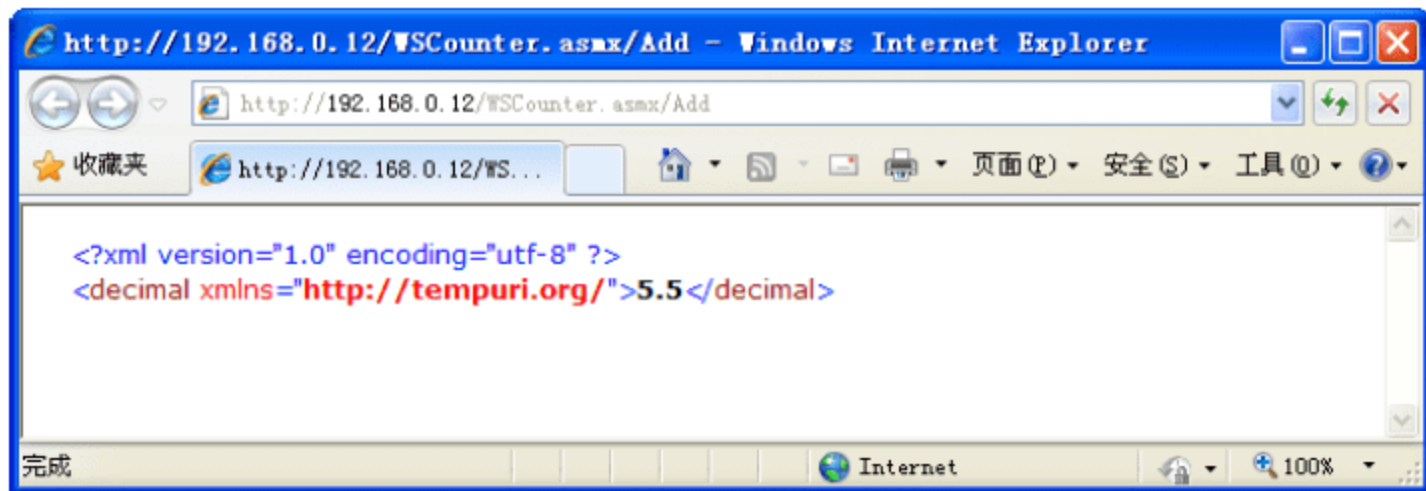 http://192.168.0.12/WSCounter.asmx/Add - Windows Internet Explorer
http://192.168.0.12/WSCounter.asmx/Add
收藏夹 http://192.168.0.12/WS... 页面(P) 安全(S) 工具(O)
<?xml version="1.0" encoding="utf-8" ?>
<decimal xmlns="http://tempuri.org/">5.5</decimal>
完成 Internet 100%